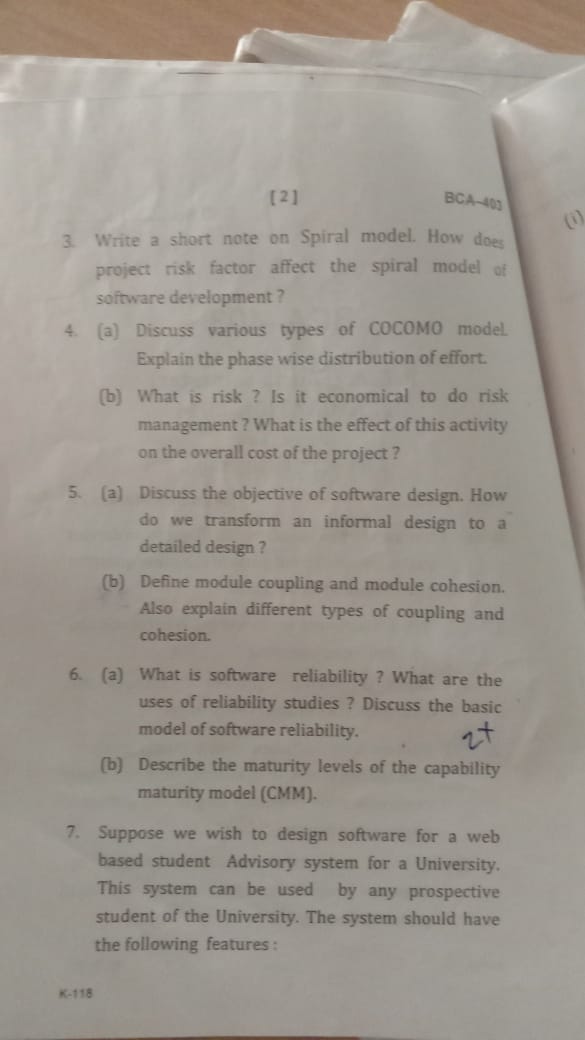 [2]
BCA-403
(i)
3. Write a short note on Spiral model. How does
project risk factor affect the spiral model of
software development ?
4. (a) Discuss various types of COCOMO model.
Explain the phase wise distribution of effort.
(b) What is risk ? Is it economical to do risk
management ? What is the effect of this activity
on the overall cost of the project ?
5. (a) Discuss the objective of software design. How
do we transform an informal design to a
detailed design ?
(b) Define module coupling and module cohesion.
Also explain different types of coupling and
cohesion.
6. (a) What is software reliability ? What are the
uses of reliability studies ? Discuss the basic
model of software reliability.
(b) Describe the maturity levels of the capability
maturity model (CMM).
7. Suppose we wish to design software for a web
based student Advisory system for a University.
This system can be used by any prospective
student of the University. The system should have
the following features :
K-118